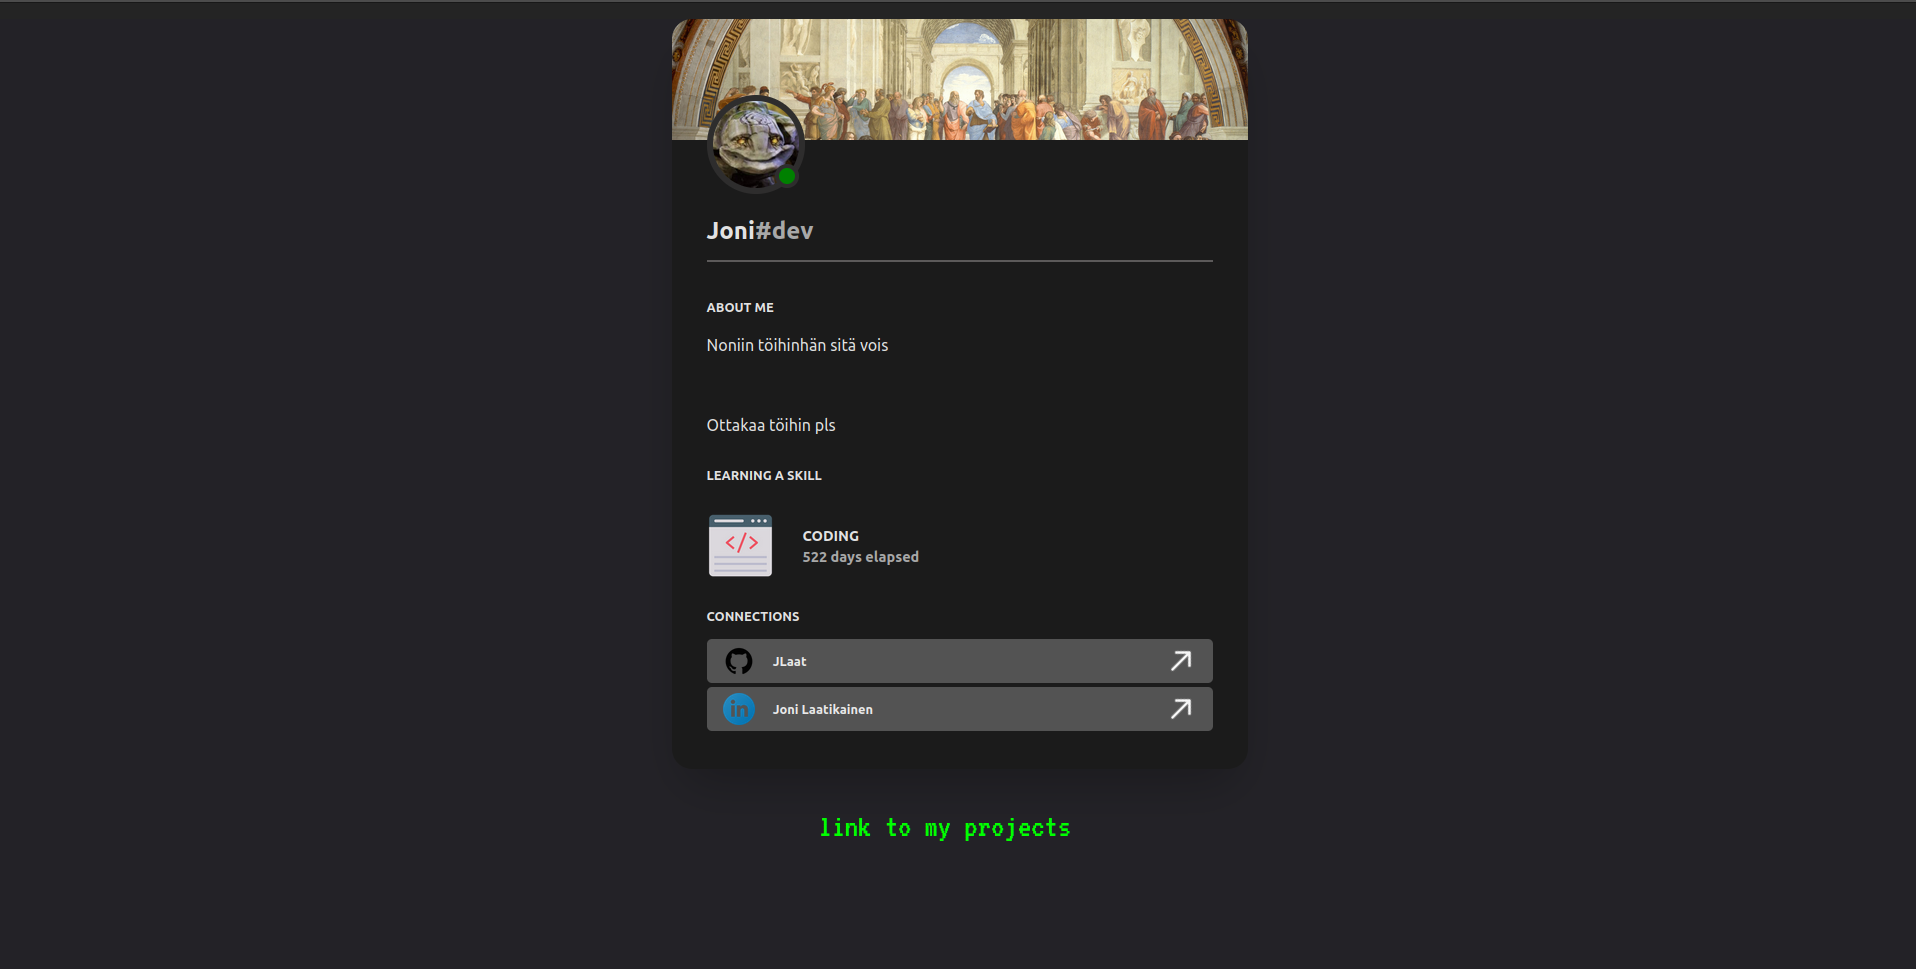 Joni#dev
ABOUT ME
Noniin töihinhän sitä vois
Ottakaa töihin pls
LEARNING A SKILL
</>
CODING
522 days elapsed
CONNECTIONS
JLaat
in
Joni Laatikainen
link to my projects